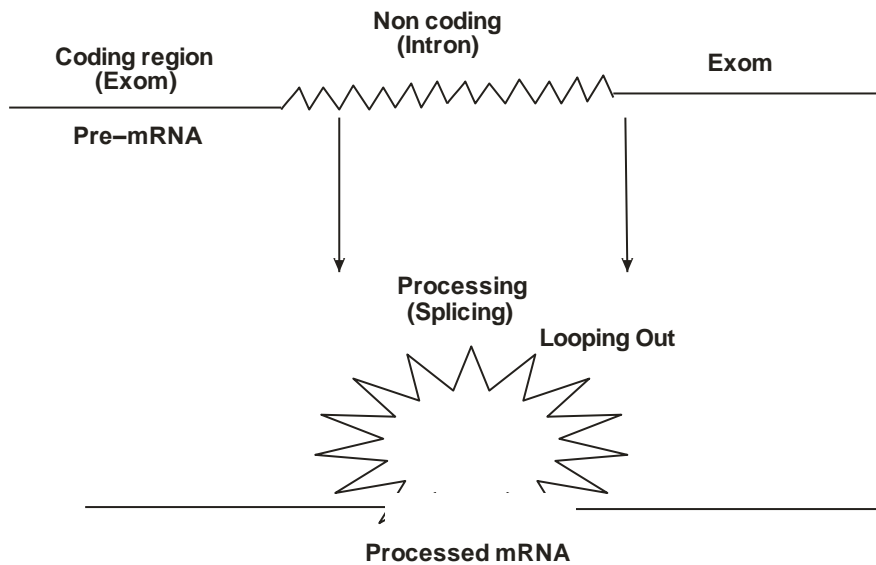 Non coding
(Intron)
Coding region
(Exom)
Exom
Pre–mRNA
Processing
(Splicing)
Looping Out
Processed mRNA